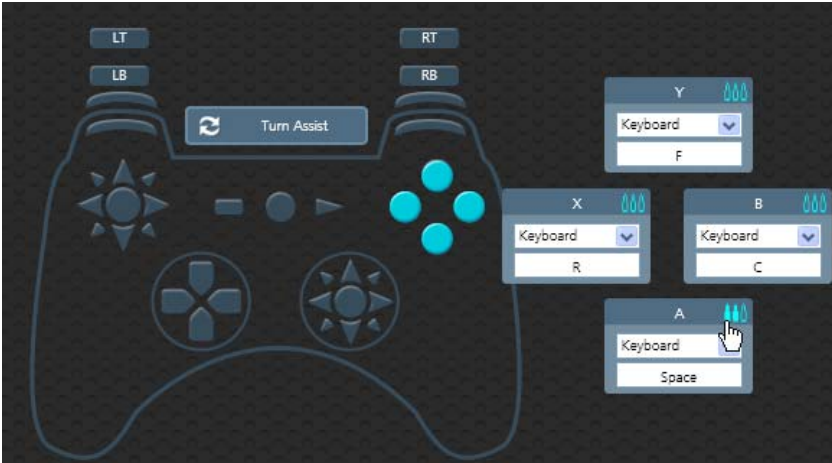 LT
RT
LB
RB
Turn Assist
Y
Keyboard
F
X
Keyboard
R
B
Keyboard
C
A
Keyboard
Space